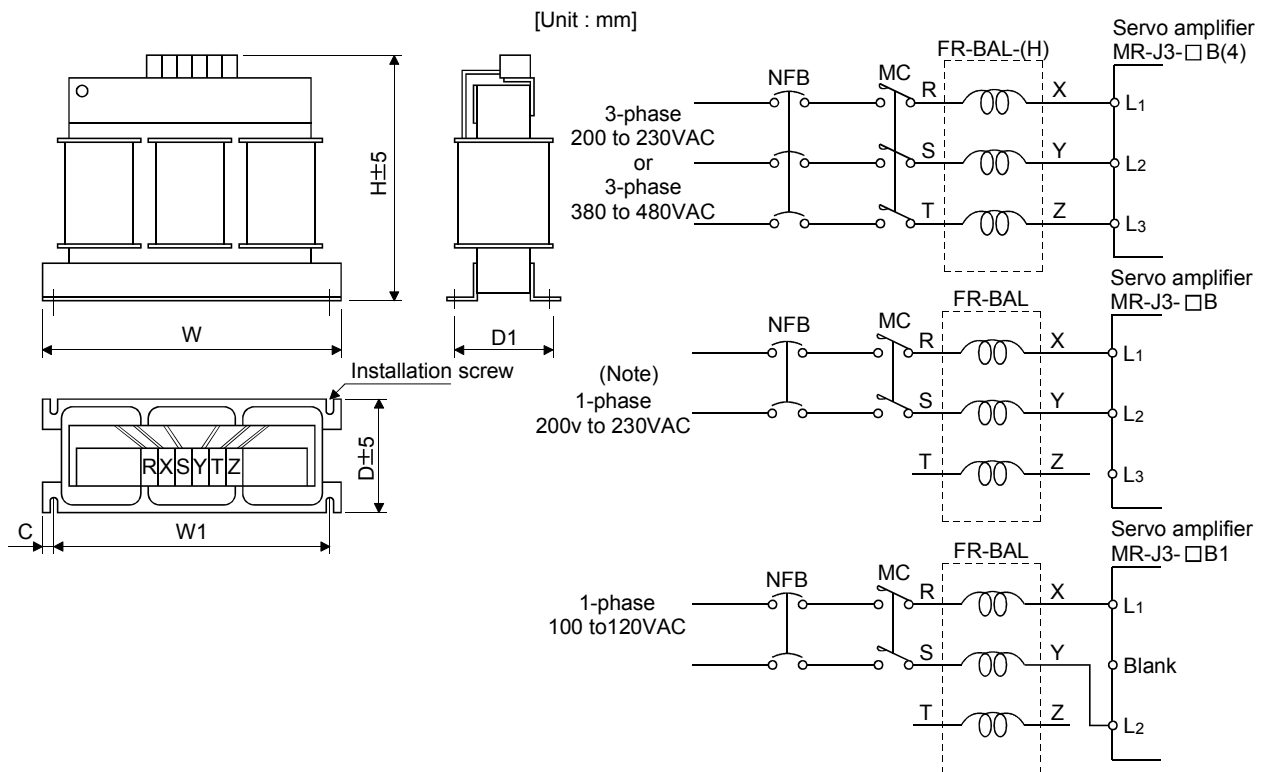 [Unit : mm]
H±5
W
D1
Installation screw
RXSYTZ
D±5
C
W1
Servo amplifier
MR-J3-□B(4)
FR-BAL-(H)
NFB
MC
R
X
L1
3-phase
200 to 230VAC
or
3-phase
380 to 480VAC
S
Y
L2
T
Z
L3
Servo amplifier
MR-J3-□B
FR-BAL
NFB
MC
R
X
L1
(Note)
1-phase
200v to 230VAC
S
Y
L2
T
Z
L3
Servo amplifier
MR-J3-□B1
FR-BAL
NFB
MC
R
X
L1
1-phase
100 to120VAC
S
Y
Blank
T
Z
L2